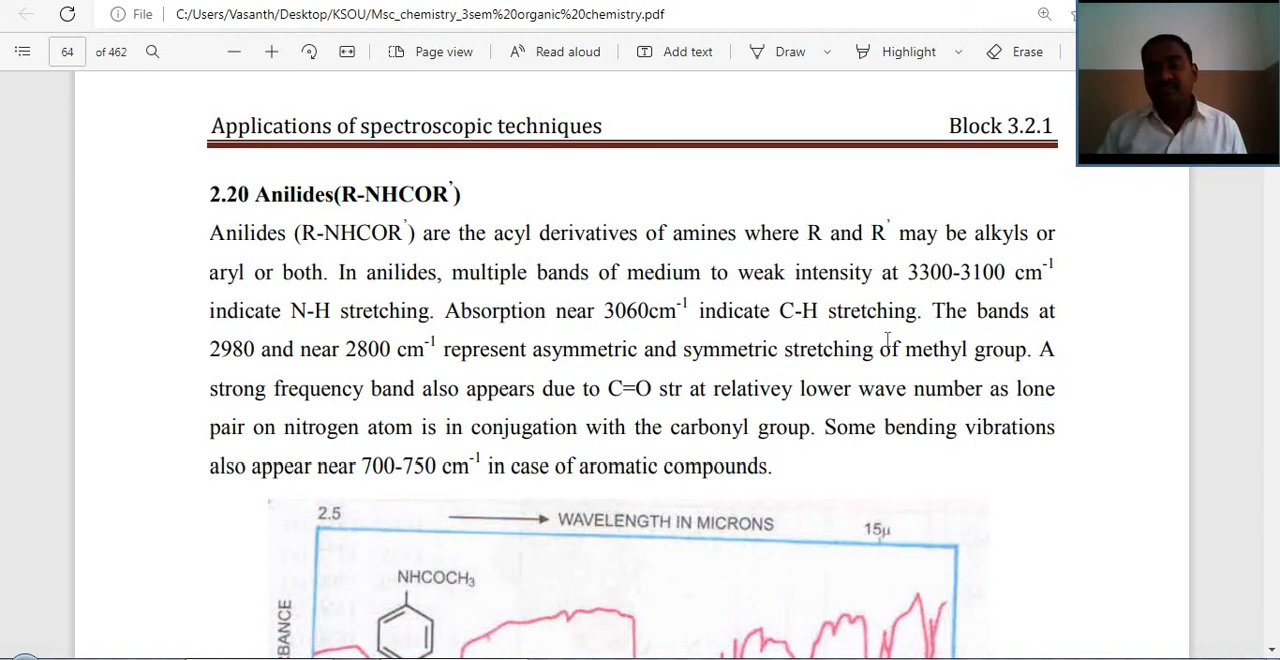 File
C:/Users/Vasanth/Desktop/KSOU/Msc_chemistry_3sem%20organic%20chemistry.pdf
64 of 462
Page view
Read aloud
Add text
Draw
Highlight
Erase
Applications of spectroscopic techniques Block 3.2.1
2.20 Anilides(R-NHCOR’)
Anilides (R-NHCOR’) are the acyl derivatives of amines where R and R’ may be alkyls or
aryl or both. In anilides, multiple bands of medium to weak intensity at 3300-3100 cm-1
indicate N-H stretching. Absorption near 3060cm-1 indicate C-H stretching. The bands at
2980 and near 2800 cm-1 represent asymmetric and symmetric stretching of methyl group. A
strong frequency band also appears due to C=O str at relativey lower wave number as lone
pair on nitrogen atom is in conjugation with the carbonyl group. Some bending vibrations
also appear near 700-750 cm-1 in case of aromatic compounds.
2.5 WAVELENGTH IN MICRONS 15μ
NHCOCH3